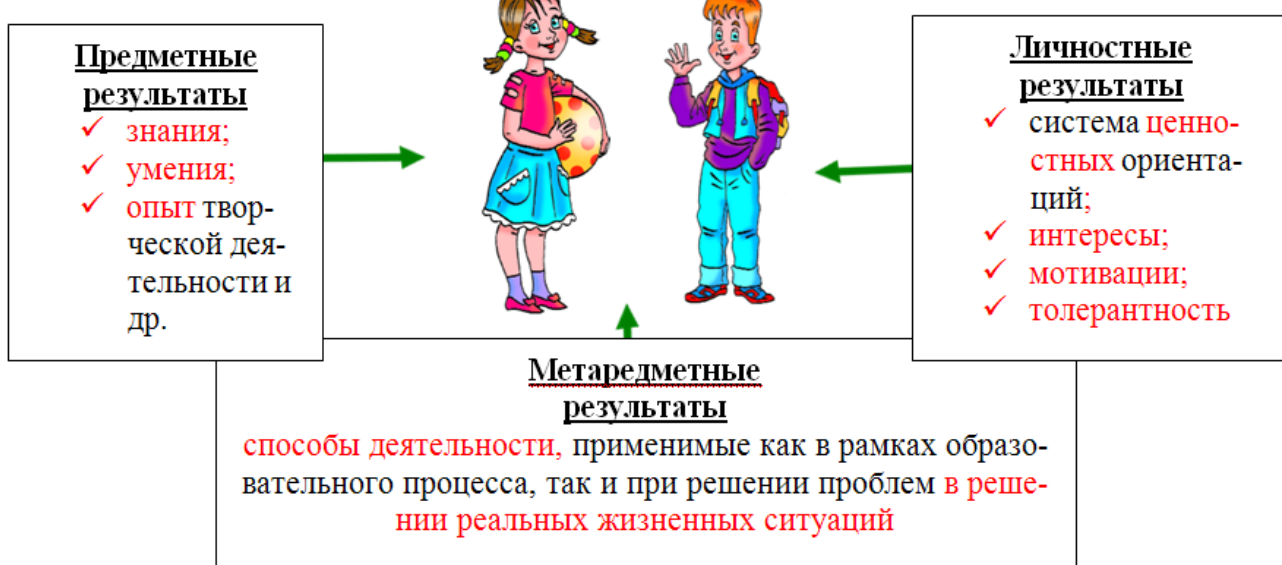 Предметные
результаты
✓ знания;
✓ умения;
✓ опыт твор-
ческой дея-
тельности и
др.
Личностные
результаты
✓ система ценно-
стных ориента-
ций;
✓ интересы;
✓ мотивации;
✓ толерантность
Метаредметные
результаты
способы деятельности, применимые как в рамках образо-
вательного процесса, так и при решении проблем в реше-
нии реальных жизненных ситуаций